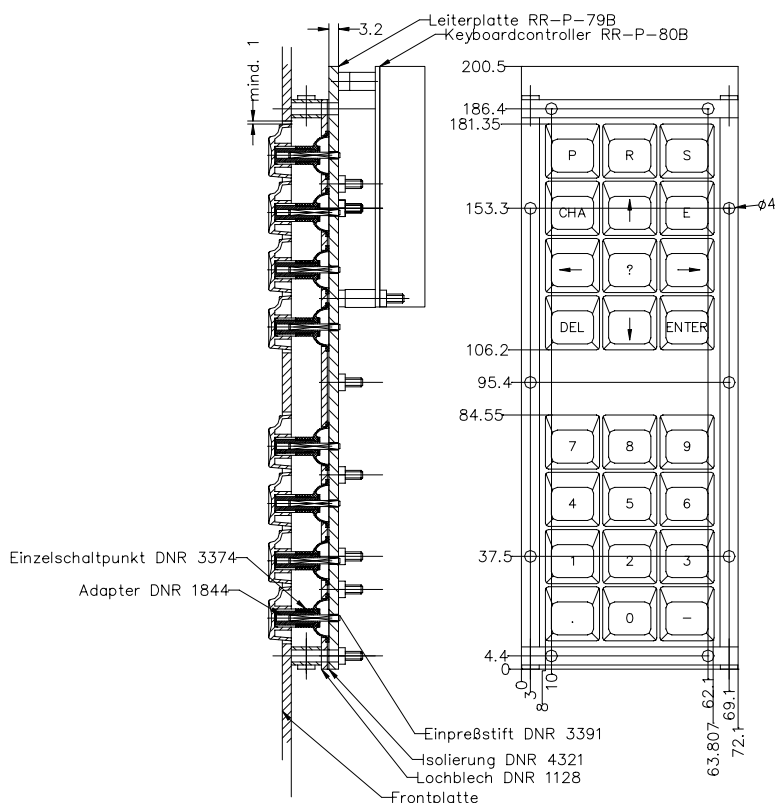 Leiterplatte RR-P-79B
3.2
Keyboardcontroller RR-P-80B
mind. 1
200.5
186.4
181.35
P R S
153.3
CHA ↑ E
ø4
← ? →
DEL ↓ ENTER
106.2
95.4
84.55
7 8 9
4 5 6
37.5
1 2 3
. 0 -
4.4
0
0
3
8
10
62.1
63.807
69.1
72.1
Einzelschaltpunkt DNR 3374
Adapter DNR 1844
Einpreßstift DNR 3391
Isolierung DNR 4321
Lochblech DNR 1128
Frontplatte